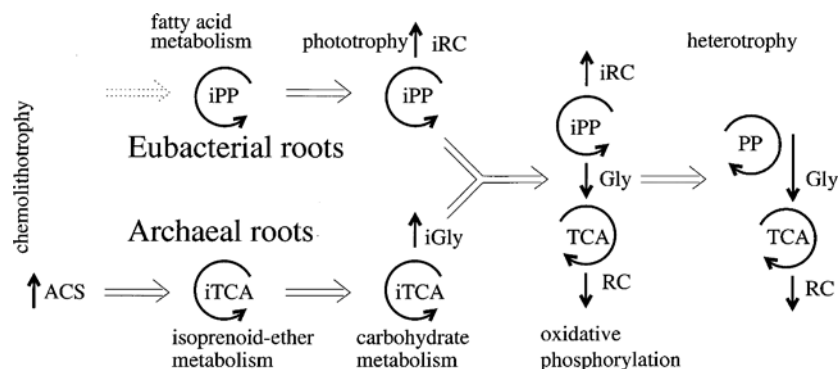 fatty acid
metabolism
phototrophy
iRC
heterotrophy
iRC
chemolithotrophy
iPP
iPP
iPP
PP
Eubacterial roots
Gly
Gly
Archaeal roots
iGly
TCA
TCA
ACS
iTCA
iTCA
RC
RC
isoprenoid-ether
metabolism
carbohydrate
metabolism
oxidative
phosphorylation